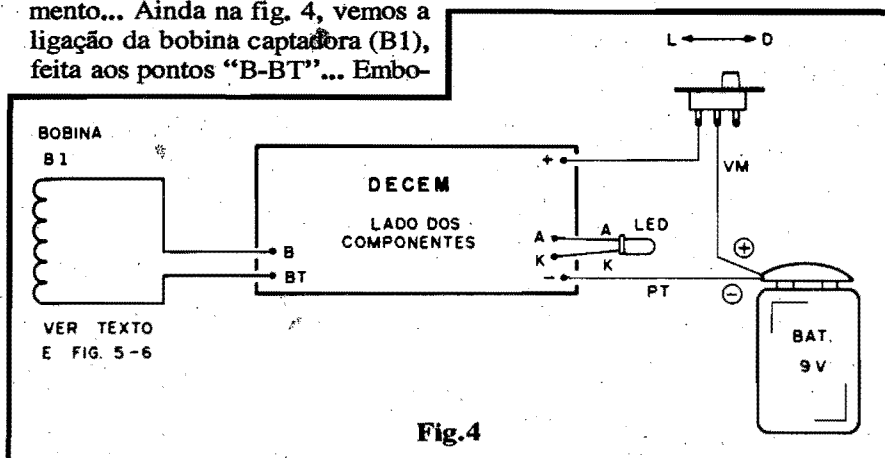 mento... Ainda na fig. 4, vemos a
ligação da bobina captadora (B1),
feita aos pontos “B-BT”... Embo-
L D
BOBINA
B1
VM
DECEM
LADO DOS
COMPONENTES
+
A A LED
K K
B
BT
-
PT
+
-
VER TEXTO
E FIG. 5-6
BAT.
9V
Fig.4